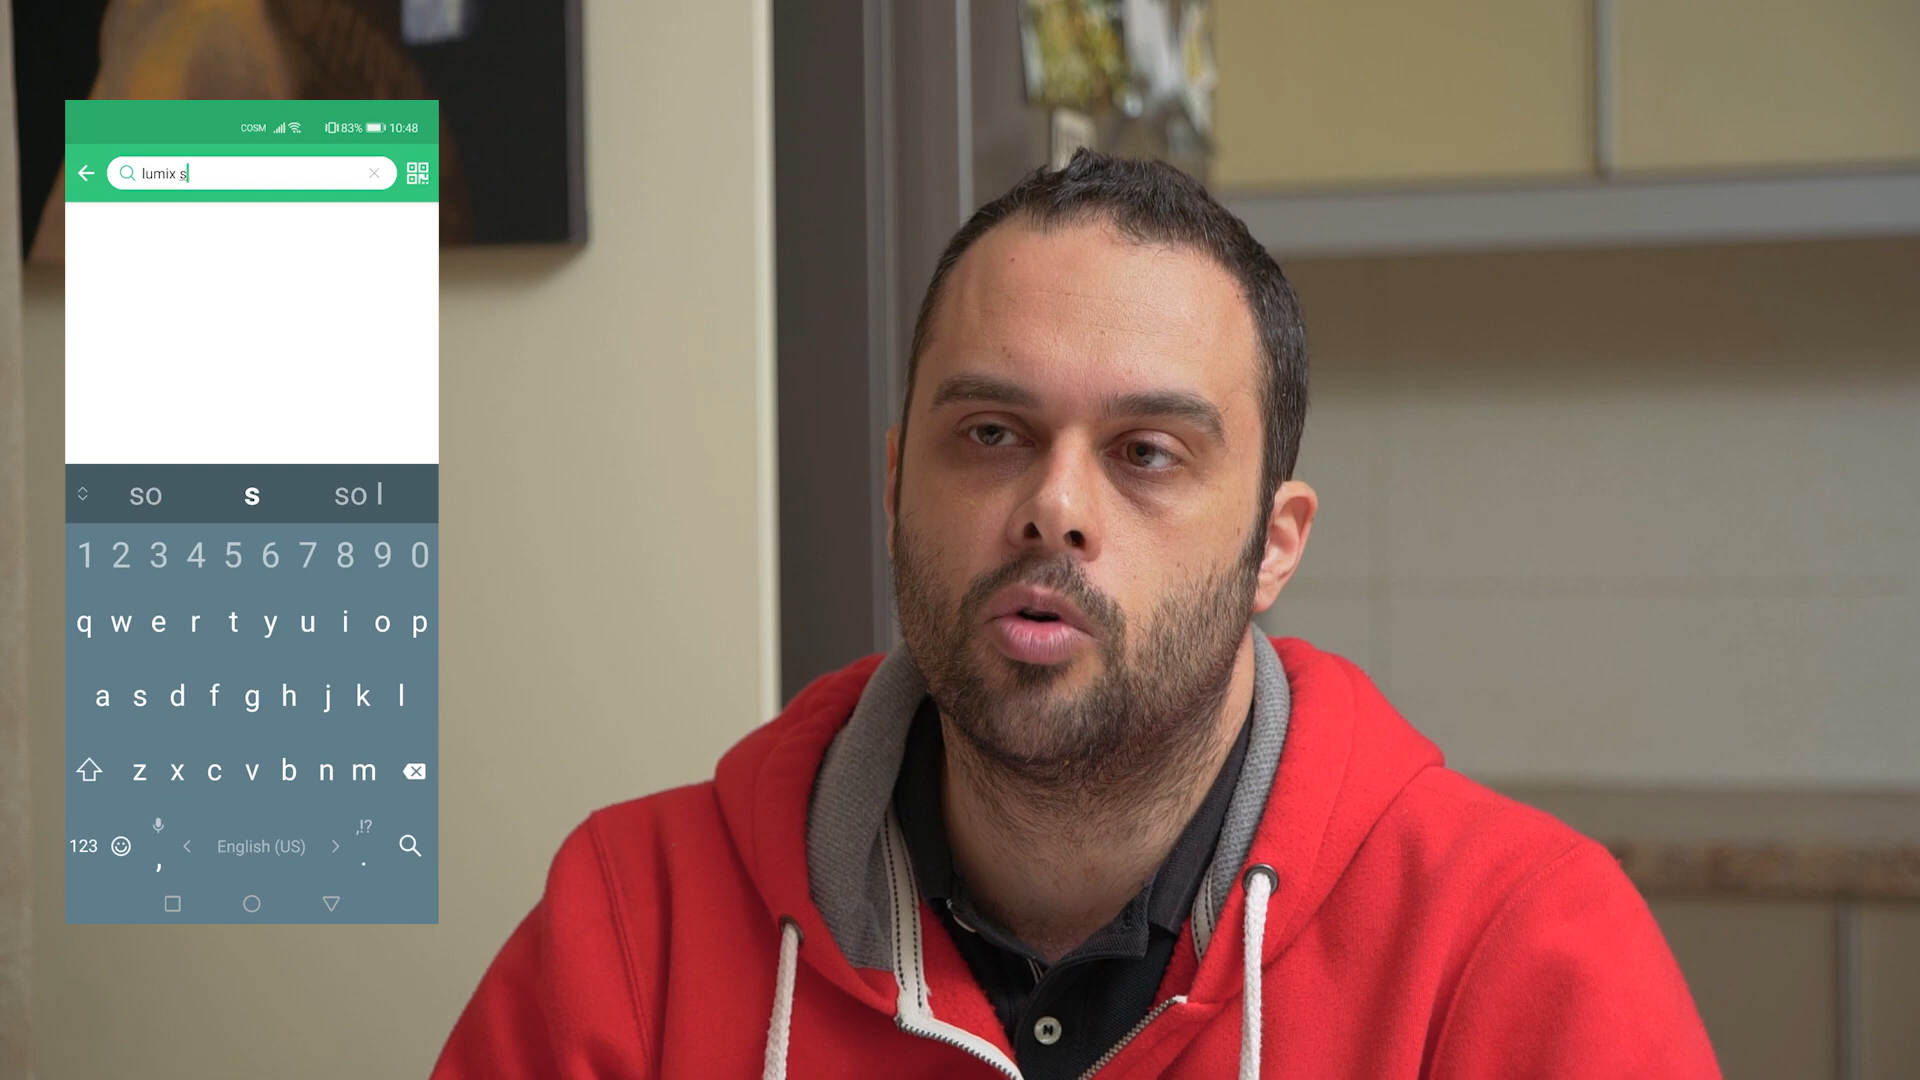 COSM 83% 10:48
lumix s
so s so l
1 2 3 4 5 6 7 8 9 0
q w e r t y u i o p
a s d f g h j k l
z x c v b n m
,!?
123 , English (US) .
N